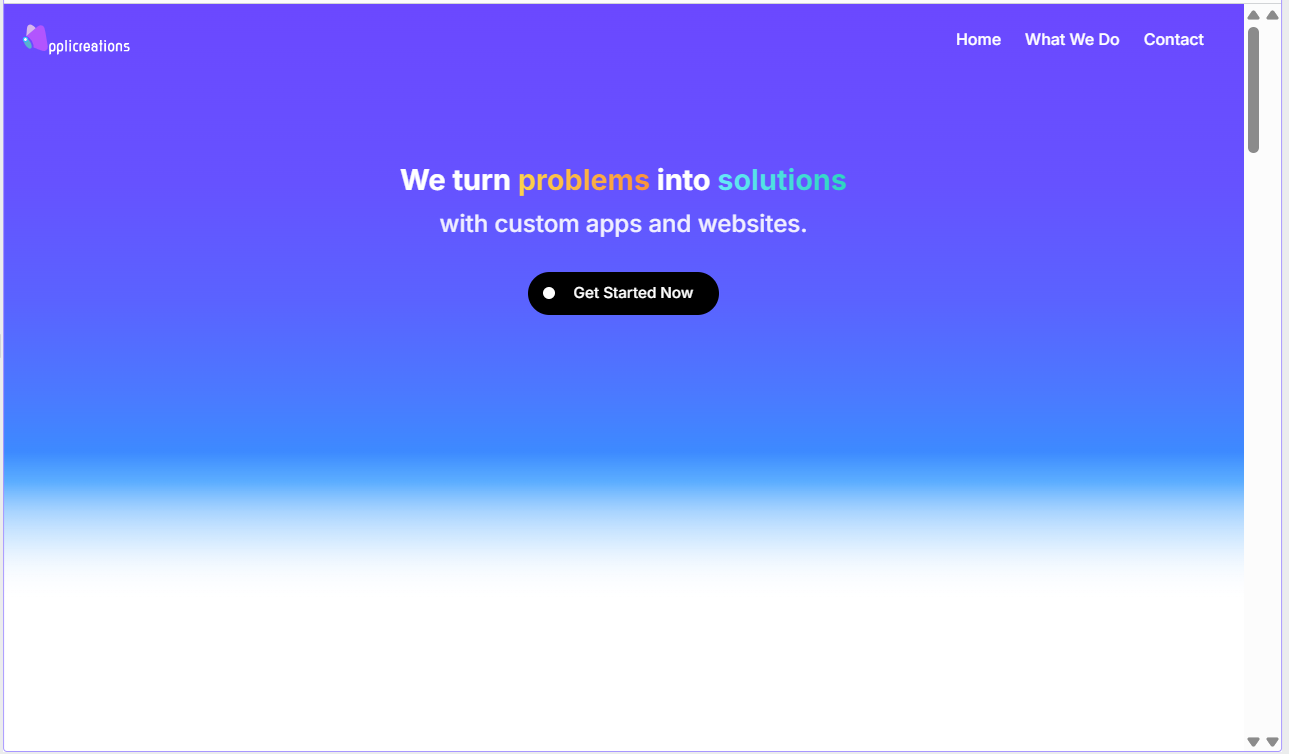 pplicreations
Home What We Do Contact
We turn problems into solutions
with custom apps and websites.
Get Started Now